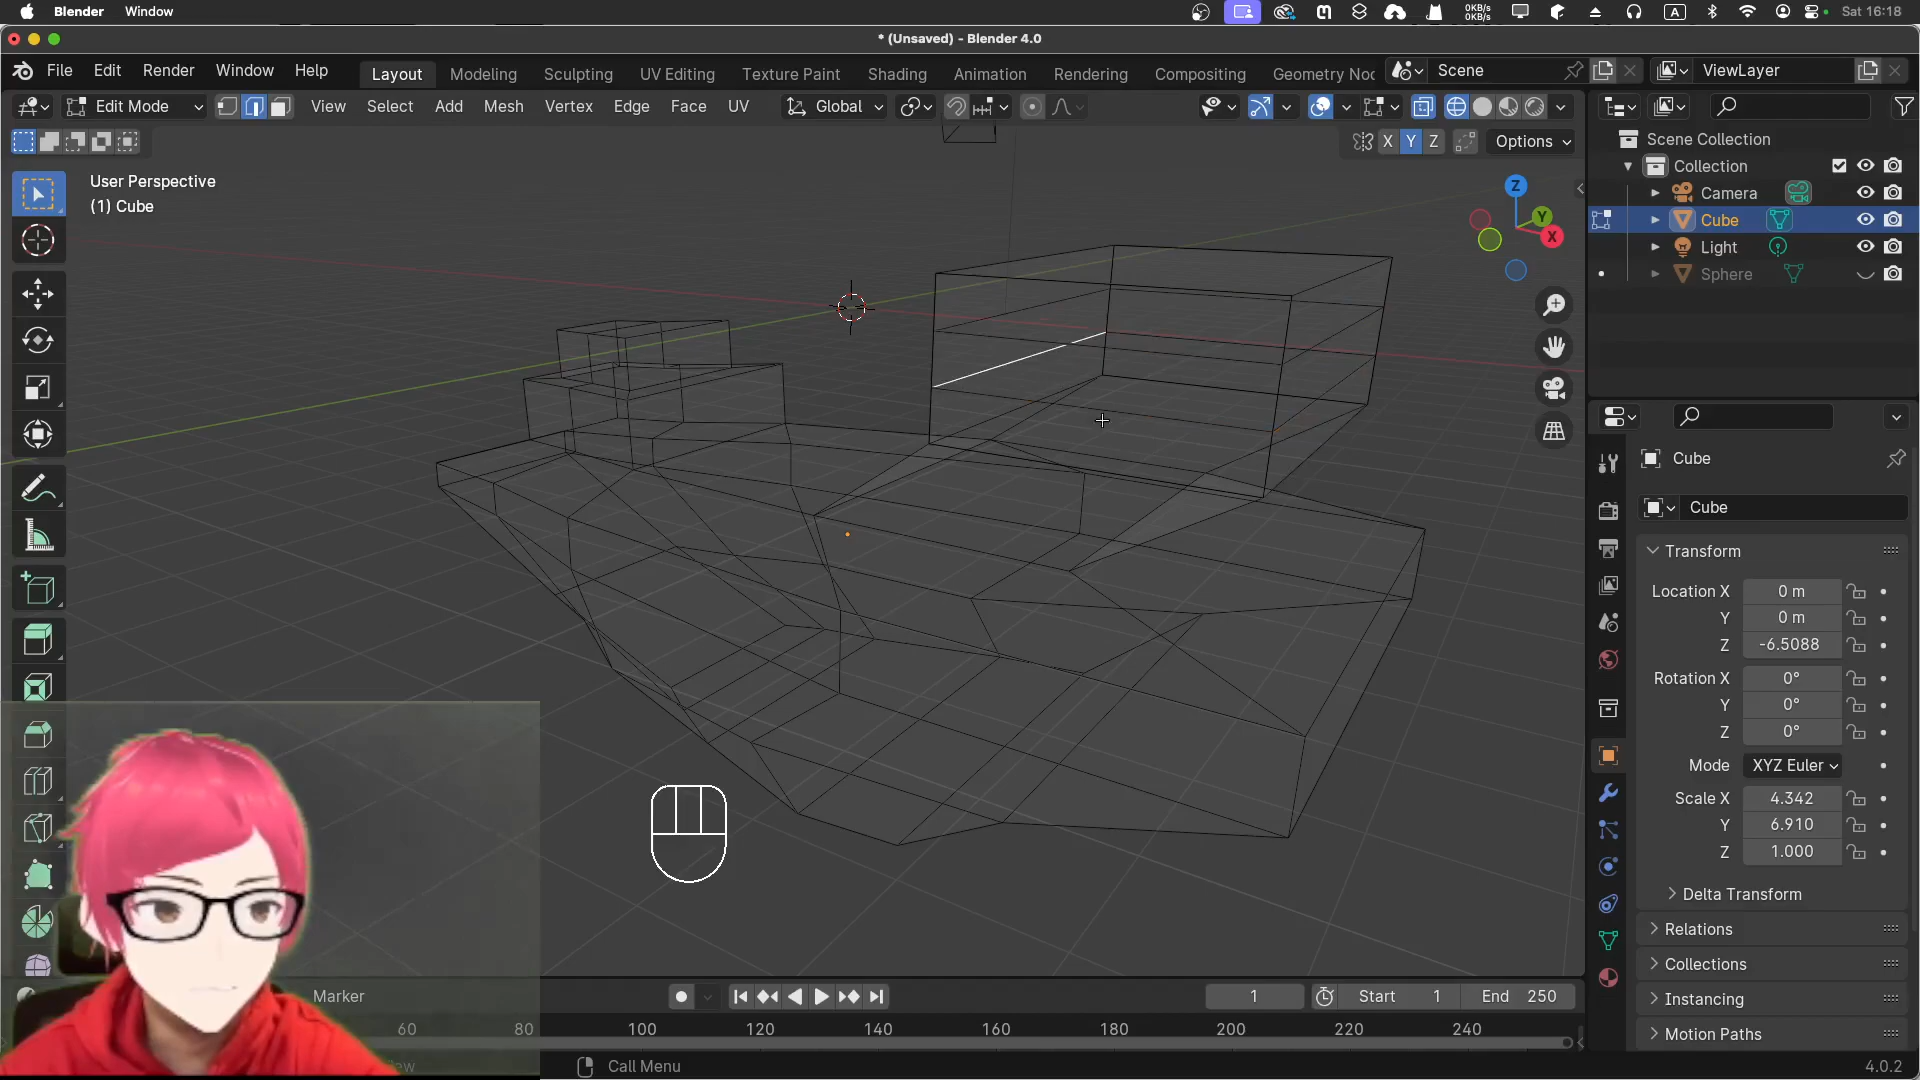 Blender Window
0KB/s
0KB/s
A
Sat 16:18
* (Unsaved) - Blender 4.0
File Edit Render Window Help
Layout Modeling Sculpting UV Editing Texture Paint Shading Animation Rendering Compositing Geometry Noc
Scene
ViewLayer
Edit Mode
View Select Add Mesh Vertex Edge Face UV
Global
X Y Z
Options
User Perspective
(1) Cube
Z
Y
X
Scene Collection
Collection
Camera
Cube
Light
Sphere
Cube
Cube
Transform
Location X 0 m
Y 0 m
Z -6.5088
Rotation X 0°
Y 0°
Z 0°
Mode XYZ Euler
Scale X 4.342
Y 6.910
Z 1.000
Delta Transform
Relations
Collections
Instancing
Motion Paths
Marker
1
Start 1
End 250
60 80 100 120 140 160 180 200 220 240
Call Menu
4.0.2